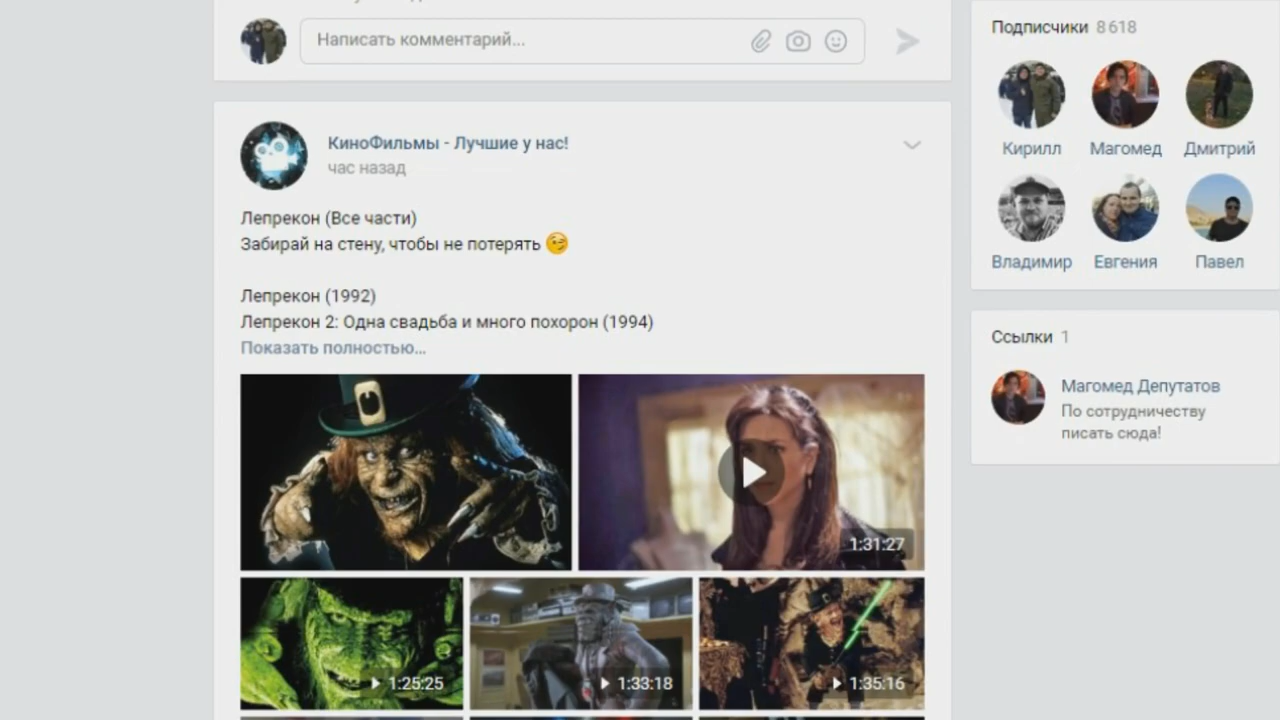 Написать комментарий...
КиноФильмы - Лучшие у нас!
час назад
Лепрекон (Все части)
Забирай на стену, чтобы не потерять
Лепрекон (1992)
Лепрекон 2: Одна свадьба и много похорон (1994)
Показать полностью...
1:31:27
1:25:25
1:33:18
1:35:16
Подписчики 8 618
Кирилл
Магомед
Дмитрий
Владимир
Евгения
Павел
Ссылки 1
Магомед Депутатов
По сотрудничеству
писать сюда!